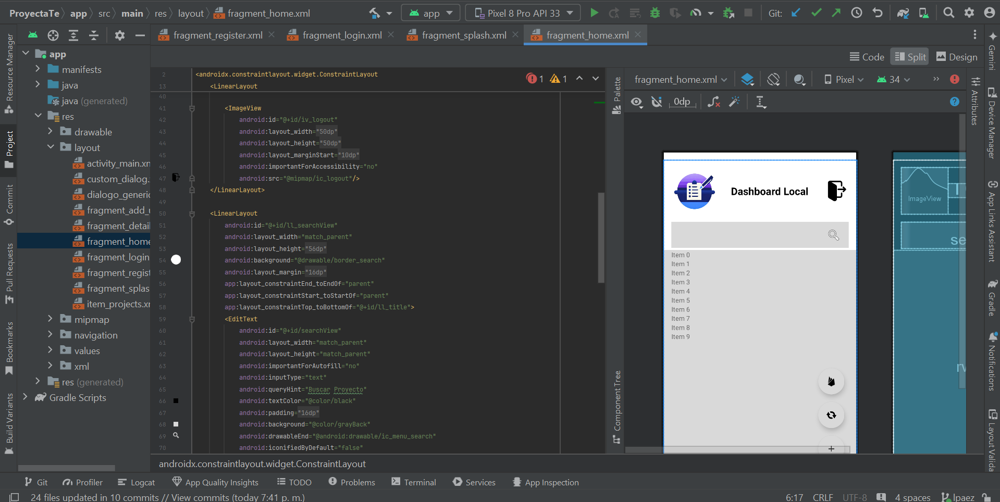 ProyectaTe app src main res layout fragment_home.xml app Pixel 8 Pro API 33 Git:
fragment_register.xml fragment_login.xml fragment_splash.xml fragment_home.xml
Code Split Design
Resource Manager
Project
Commit
Pull Requests
Bookmarks
Build Variants
app
manifests
java
java (generated)
res
drawable
layout
activity_main.xm
custom_dialog.
dialogo_generic
fragment_add_u
fragment_detail
fragment_home
fragment_login
fragment_regist
fragment_splas
item_projects.xm
mipmap
navigation
values
xml
res (generated)
Gradle Scripts
2 <androidx.constraintlayout.widget.ConstraintLayout
13 <LinearLayout
1 1
40
41 <ImageView
42 android:id="@+id/iv_logout"
43 android:layout_width="50dp"
44 android:layout_height="50dp"
45 android:layout_marginStart="10dp"
46 android:importantForAccessibility="no"
47 android:src="@mipmap/ic_logout"/>
48 </LinearLayout>
49
50 <LinearLayout
51 android:id="@+id/ll_searchView"
52 android:layout_width="match_parent"
53 android:layout_height="56dp"
54 android:background="@drawable/border_search"
55 android:layout_margin="16dp"
56 app:layout_constraintEnd_toEndOf="parent"
57 app:layout_constraintStart_toStartOf="parent"
58 app:layout_constraintTop_toBottomOf="@+id/ll_title">
59 <EditText
60 android:id="@+id/searchView"
61 android:layout_width="match_parent"
62 android:layout_height="match_parent"
63 android:importantForAutofill="no"
64 android:inputType="text"
65 android:queryHint="Buscar Proyecto"
66 android:textColor="@color/black"
67 android:padding="16dp"
68 android:background="@color/grayBack"
69 android:drawableEnd="@android:drawable/ic_menu_search"
70 android:iconifiedByDefault="false"
androidx.constraintlayout.widget.ConstraintLayout
Palette
Component Tree
fragment_home.xml Pixel 34
0dp
Dashboard Local
Item 0
Item 1
Item 2
Item 3
Item 4
Item 5
Item 6
Item 7
Item 8
Item 9
ImageView
se
rv
Attributes
Gemini
Device Manager
App Links Assistant
Gradle
Notifications
Layout Valida
Git Profiler Logcat App Quality Insights TODO Problems Terminal Services App Inspection
24 files updated in 10 commits // View commits (today 7:41 p. m.) 6:17 CRLF UTF-8 4 spaces lpaez